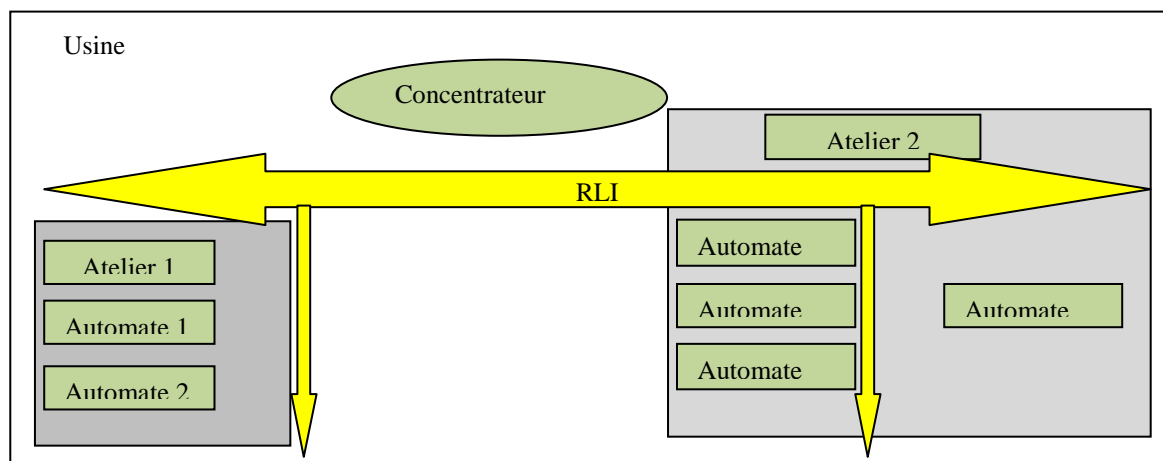 Usine
Concentrateur
Atelier 2
RLI
Atelier 1
Automate 1
Automate 2
Automate
Automate
Automate
Automate